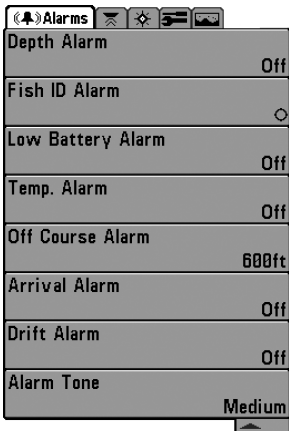 Alarms
Depth Alarm
Off
Fish ID Alarm
Low Battery Alarm
Off
Temp. Alarm
Off
Off Course Alarm
600ft
Arrival Alarm
Off
Drift Alarm
Off
Alarm Tone
Medium